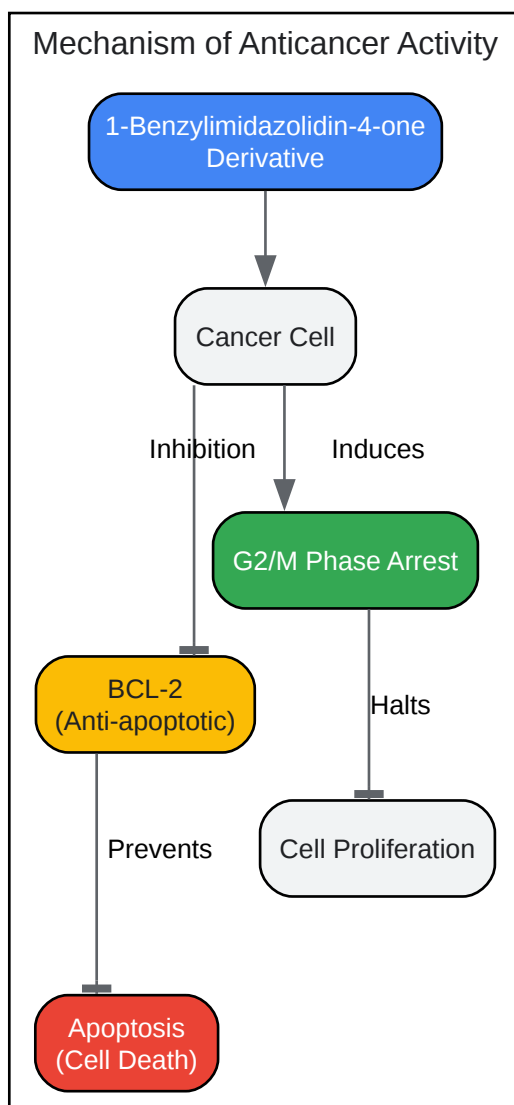 Mechanism of Anticancer Activity
1-Benzylimidazolidin-4-one
Derivative
Cancer Cell
Inhibition
Induces
G2/M Phase Arrest
BCL-2
(Anti-apoptotic)
Halts
Prevents
Cell Proliferation
Apoptosis
(Cell Death)